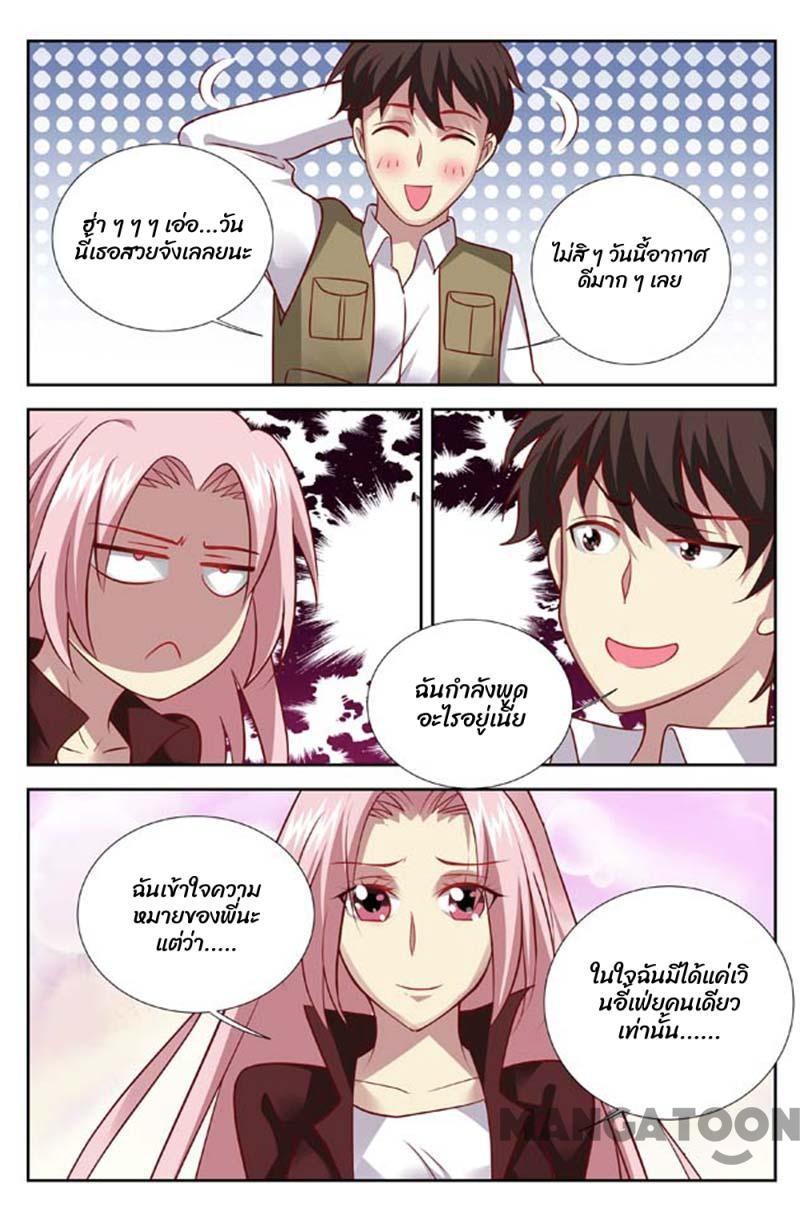 ฮ่า ๆ ๆ ๆ เอ่อ...วัน
นี้เธอสวยจังเลลยนะ
ไม่สิ ๆ วันนี้อากาศ
ดีมาก ๆ เลย
ฉันกำลังพูด
อะไรอยู่เนี่ย
ฉันเข้าใจความ
หมายของพี่นะ
แต่ว่า.....
ในใจฉันมีได้แค่เวิ
นอี้เฟยคนเดียว
เท่านั้น......
MANGATOON